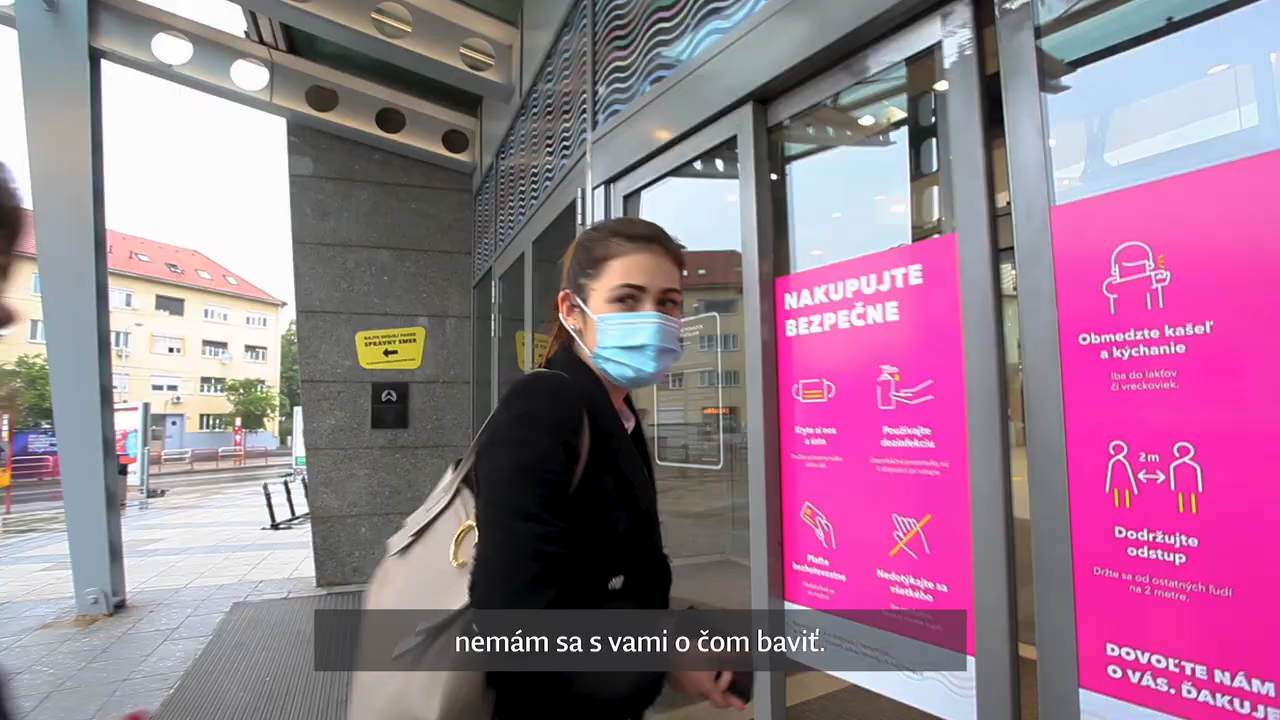 SPRÁVNY SMER
NAKUPUJTE
BEZPEČNE
Kryte si nos
a ústa
Používajte
dezinfekciu
Plaťte
bezhotovostne
Nedotýkajte sa
všetkého
Obmedzte kašeľ
a kýchanie
Iba do lakťov
či vreckoviek.
2m
Dodržujte
odstup
Držte sa od ostatných ľudí
na 2 metre.
DOVOĽTE NÁM
O VÁS. ĎAKUJE
nemám sa s vami o čom baviť.